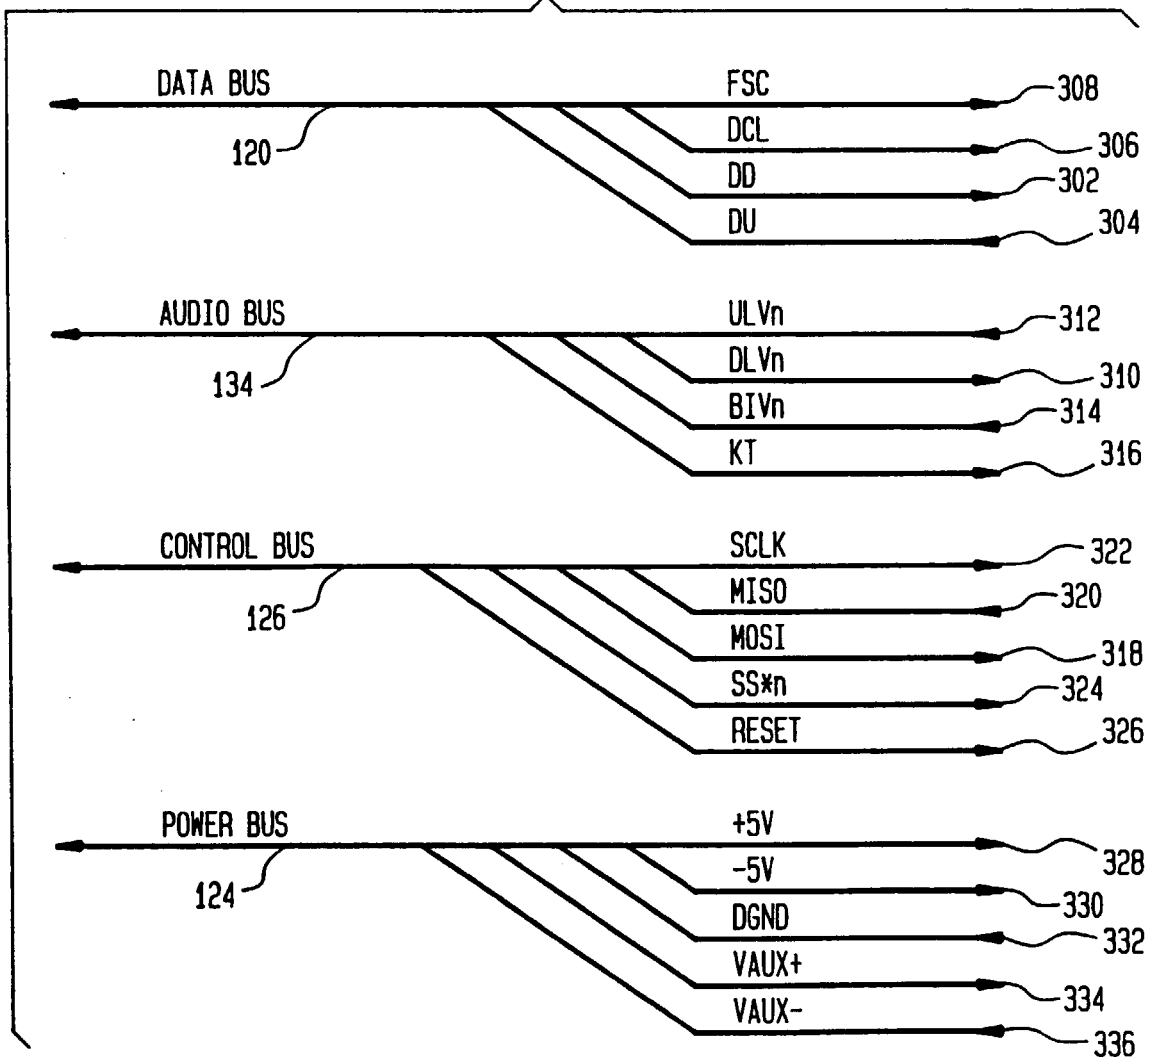 DATA BUS
FSC
308
120
DCL
306
DD
302
DU
304
AUDIO BUS
ULVn
312
134
DLVn
310
BIVn
314
KT
316
CONTROL BUS
SCLK
322
126
MISO
320
MOSI
318
SS*n
324
RESET
326
POWER BUS
+5V
328
124
-5V
330
DGND
332
VAUX+
334
VAUX-
336